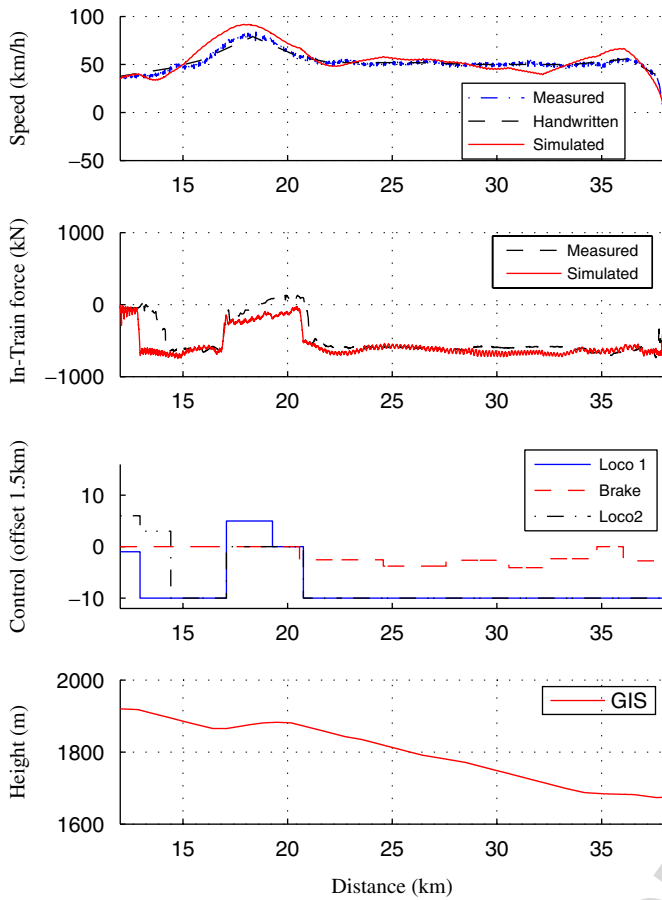 Speed (km/h)
100
50
0
−50
Measured
Handwritten
Simulated
15 20 25 30 35
In-Train force (kN)
1000
0
−1000
Measured
Simulated
15 20 25 30 35
Control (offset 1.5km)
10
0
−10
Loco 1
Brake
Loco2
15 20 25 30 35
Height (m)
2000
1800
1600
GIS
15 20 25 30 35
Distance (km)